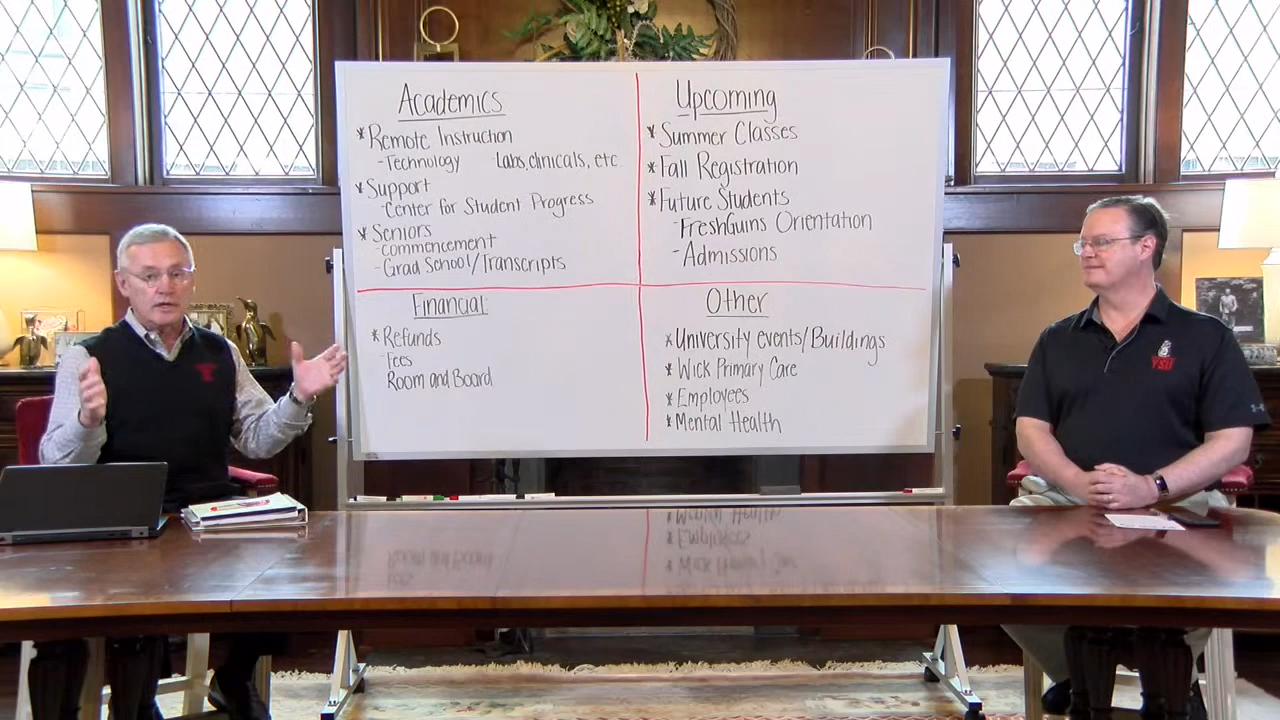 Academics
* Remote Instruction
- Technology - Labs, clinicals, etc.
* Support
- Center for Student Progress
* Seniors
- commencement
- Grad School/Transcripts
Upcoming
* Summer Classes
* Fall Registration
* Future Students
- FreshGuins Orientation
- Admissions
Financial
* Refunds
- Fees
Room and Board
Other
* University events/Buildings
* Wick Primary Care
* Employees
* Mental Health
Y
YSU